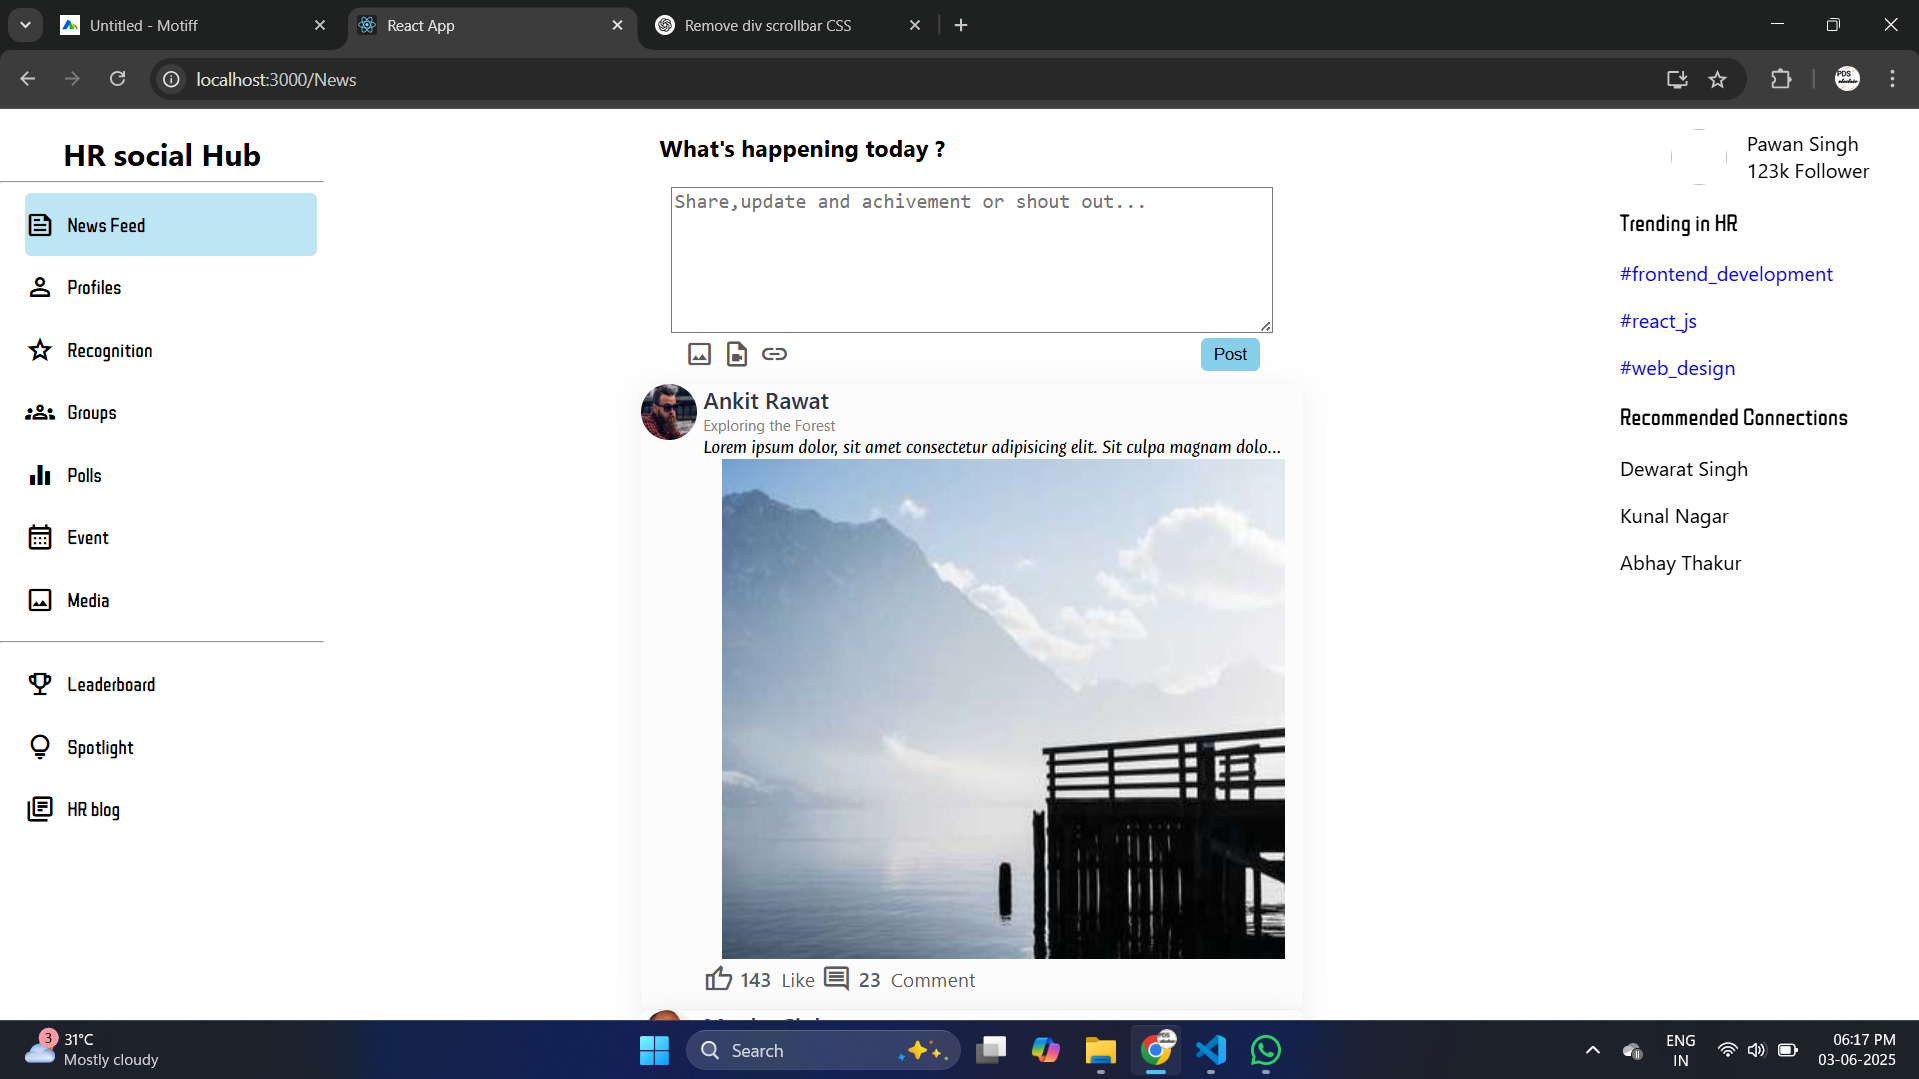 Untitled - Motiff
React App
Remove div scrollbar CSS
localhost:3000/News
HR social Hub
News Feed
Profiles
Recognition
Groups
Polls
Event
Media
Leaderboard
Spotlight
HR blog
What's happening today ?
Share,update and achivement or shout out...
Post
Ankit Rawat
Exploring the Forest
Lorem ipsum dolor, sit amet consectetur adipisicing elit. Sit culpa magnam dolo...
143 Like 23 Comment
Pawan Singh
123k Follower
Trending in HR
#frontend_development
#react_js
#web_design
Recommended Connections
Dewarat Singh
Kunal Nagar
Abhay Thakur
3
31°C
Mostly cloudy
Search
ENG
IN
06:17 PM
03-06-2025